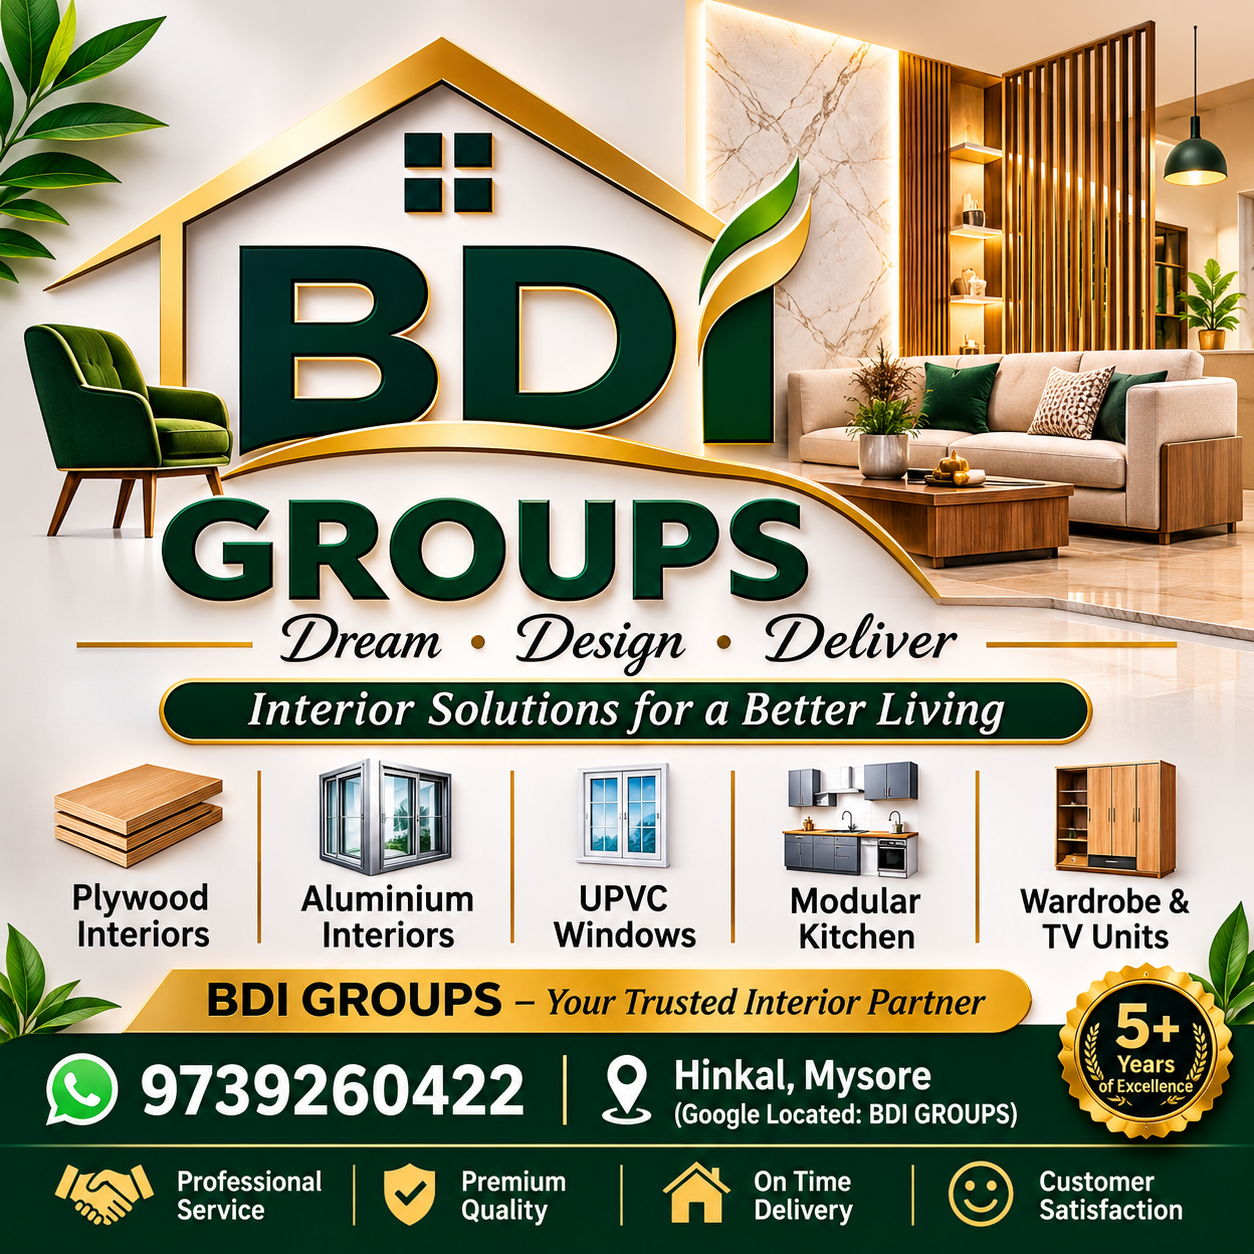 BDI
GROUPS
Dream • Design • Deliver
Interior Solutions for a Better Living
Plywood
Interiors
Aluminium
Interiors
UPVC
Windows
Modular
Kitchen
Wardrobe &
TV Units
BDI GROUPS – Your Trusted Interior Partner
5+
Years
of Excellence
9739260422
Hinkal, Mysore
(Google Located: BDI GROUPS)
Professional
Service
Premium
Quality
On Time
Delivery
Customer
Satisfaction